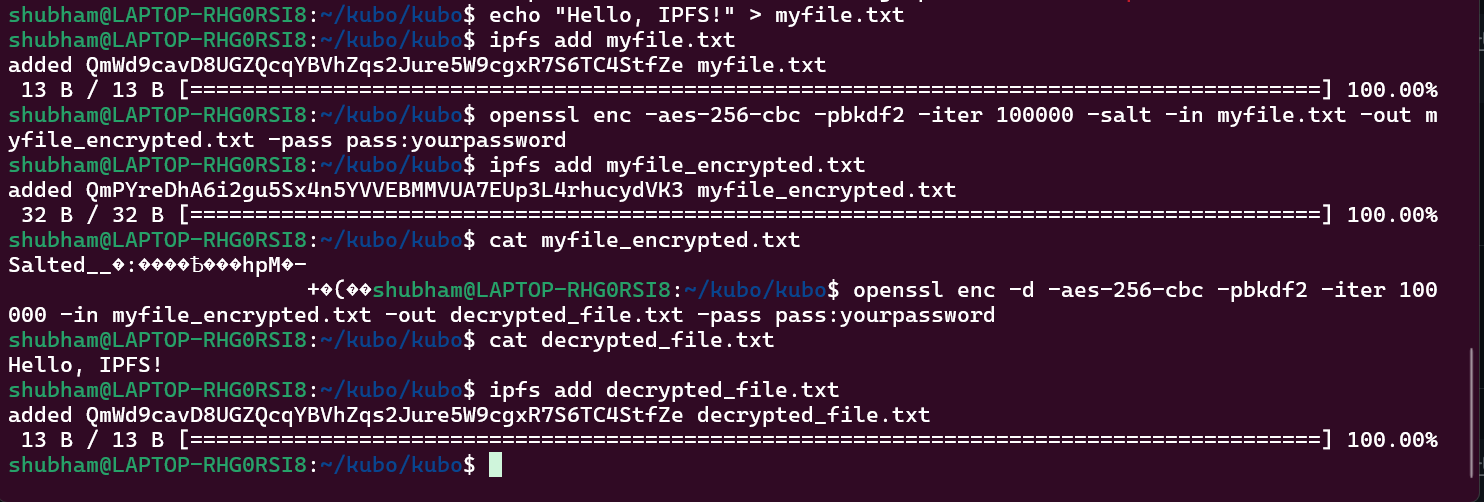 shubham@LAPTOP-RHG0RSI8:~/kubo/kubo$ echo "Hello, IPFS!" > myfile.txt
shubham@LAPTOP-RHG0RSI8:~/kubo/kubo$ ipfs add myfile.txt
added QmWd9cavD8UGZQcqYBVhZqs2Jure5W9cgxR7S6TC4StfZe myfile.txt
 13 B / 13 B [=======================================================================================================] 100.00%
shubham@LAPTOP-RHG0RSI8:~/kubo/kubo$ openssl enc -aes-256-cbc -pbkdf2 -iter 100000 -salt -in myfile.txt -out m
yfile_encrypted.txt -pass pass:yourpassword
shubham@LAPTOP-RHG0RSI8:~/kubo/kubo$ ipfs add myfile_encrypted.txt
added QmPYreDhA6i2gu5Sx4n5YVVEBMMVUA7EUp3L4rhucydVK3 myfile_encrypted.txt
 32 B / 32 B [=======================================================================================================] 100.00%
shubham@LAPTOP-RHG0RSI8:~/kubo/kubo$ cat myfile_encrypted.txt
Salted__�:����Ђ���hpM�-
+�(��shubham@LAPTOP-RHG0RSI8:~/kubo/kubo$ openssl enc -d -aes-256-cbc -pbkdf2 -iter 100
000 -in myfile_encrypted.txt -out decrypted_file.txt -pass pass:yourpassword
shubham@LAPTOP-RHG0RSI8:~/kubo/kubo$ cat decrypted_file.txt
Hello, IPFS!
shubham@LAPTOP-RHG0RSI8:~/kubo/kubo$ ipfs add decrypted_file.txt
added QmWd9cavD8UGZQcqYBVhZqs2Jure5W9cgxR7S6TC4StfZe decrypted_file.txt
 13 B / 13 B [=======================================================================================================] 100.00%
shubham@LAPTOP-RHG0RSI8:~/kubo/kubo$